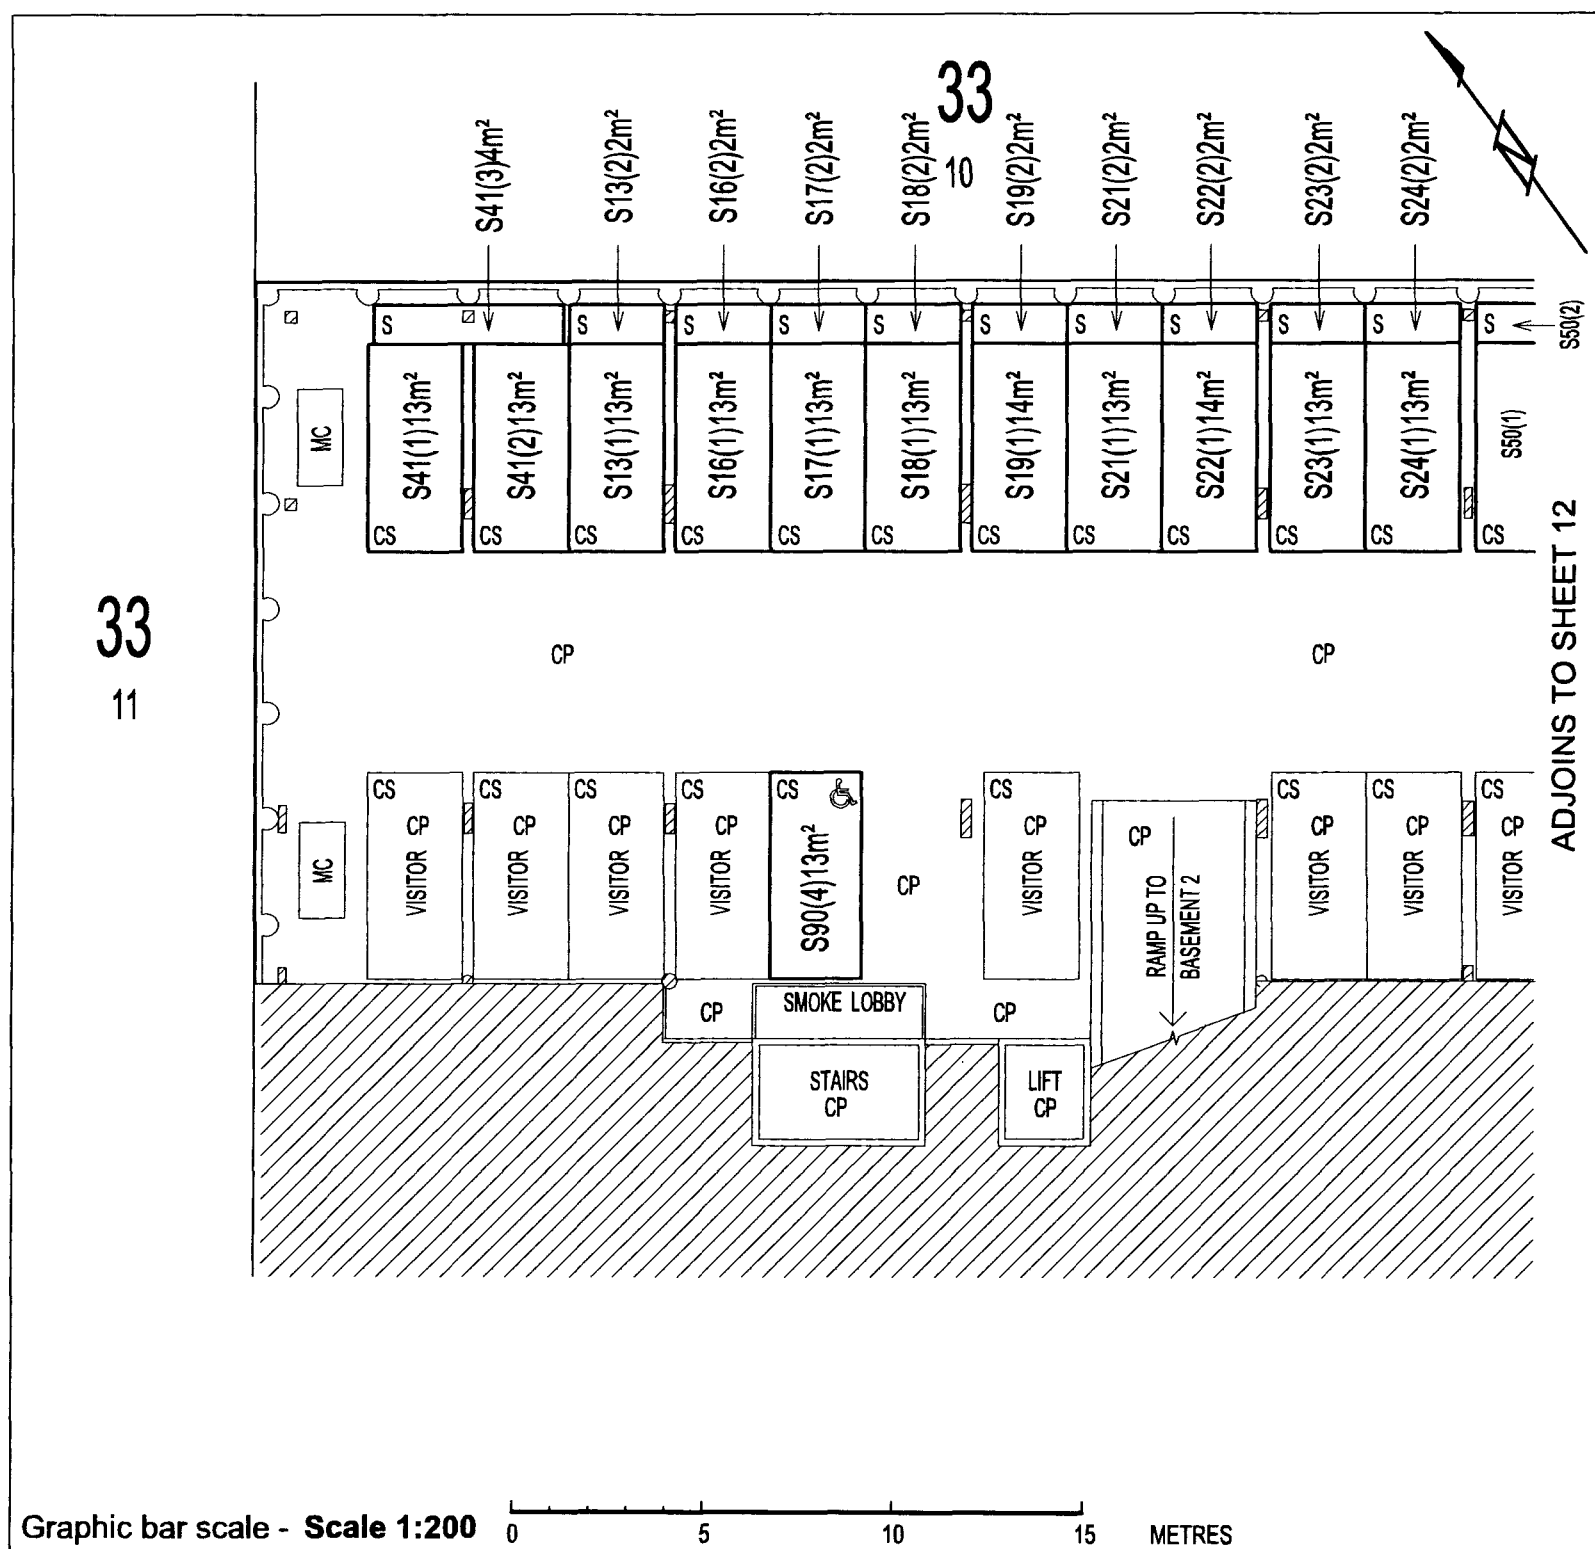 33
10
S41(3)4m²
S13(2)2m²
S16(2)2m²
S17(2)2m²
S18(2)2m²
S19(2)2m²
S21(2)2m²
S22(2)2m²
S23(2)2m²
S24(2)2m²
S
S
S
S
S
S
S
S
S
S
S
S50(2)
MC
S41(1)13m²
S41(2)13m²
S13(1)13m²
S16(1)13m²
S17(1)13m²
S18(1)13m²
S19(1)14m²
S21(1)13m²
S22(1)14m²
S23(1)13m²
S24(1)13m²
S50(1)
CS
CS
CS
CS
CS
CS
CS
CS
CS
CS
CS
CS
ADJOINS TO SHEET 12
33
11
CP
CP
CS
CS
CS
CS
CS
CS
CS
CS
CS
MC
CP
VISITOR
CP
VISITOR
CP
VISITOR
CP
VISITOR
S90(4)13m²
CP
CP
VISITOR
CP
RAMP UP TO
BASEMENT 2
CP
VISITOR
CP
VISITOR
CP
VISITOR
CP
SMOKE LOBBY
CP
STAIRS
CP
LIFT
CP
Graphic bar scale - Scale 1:200
0 5 10 15 METRES